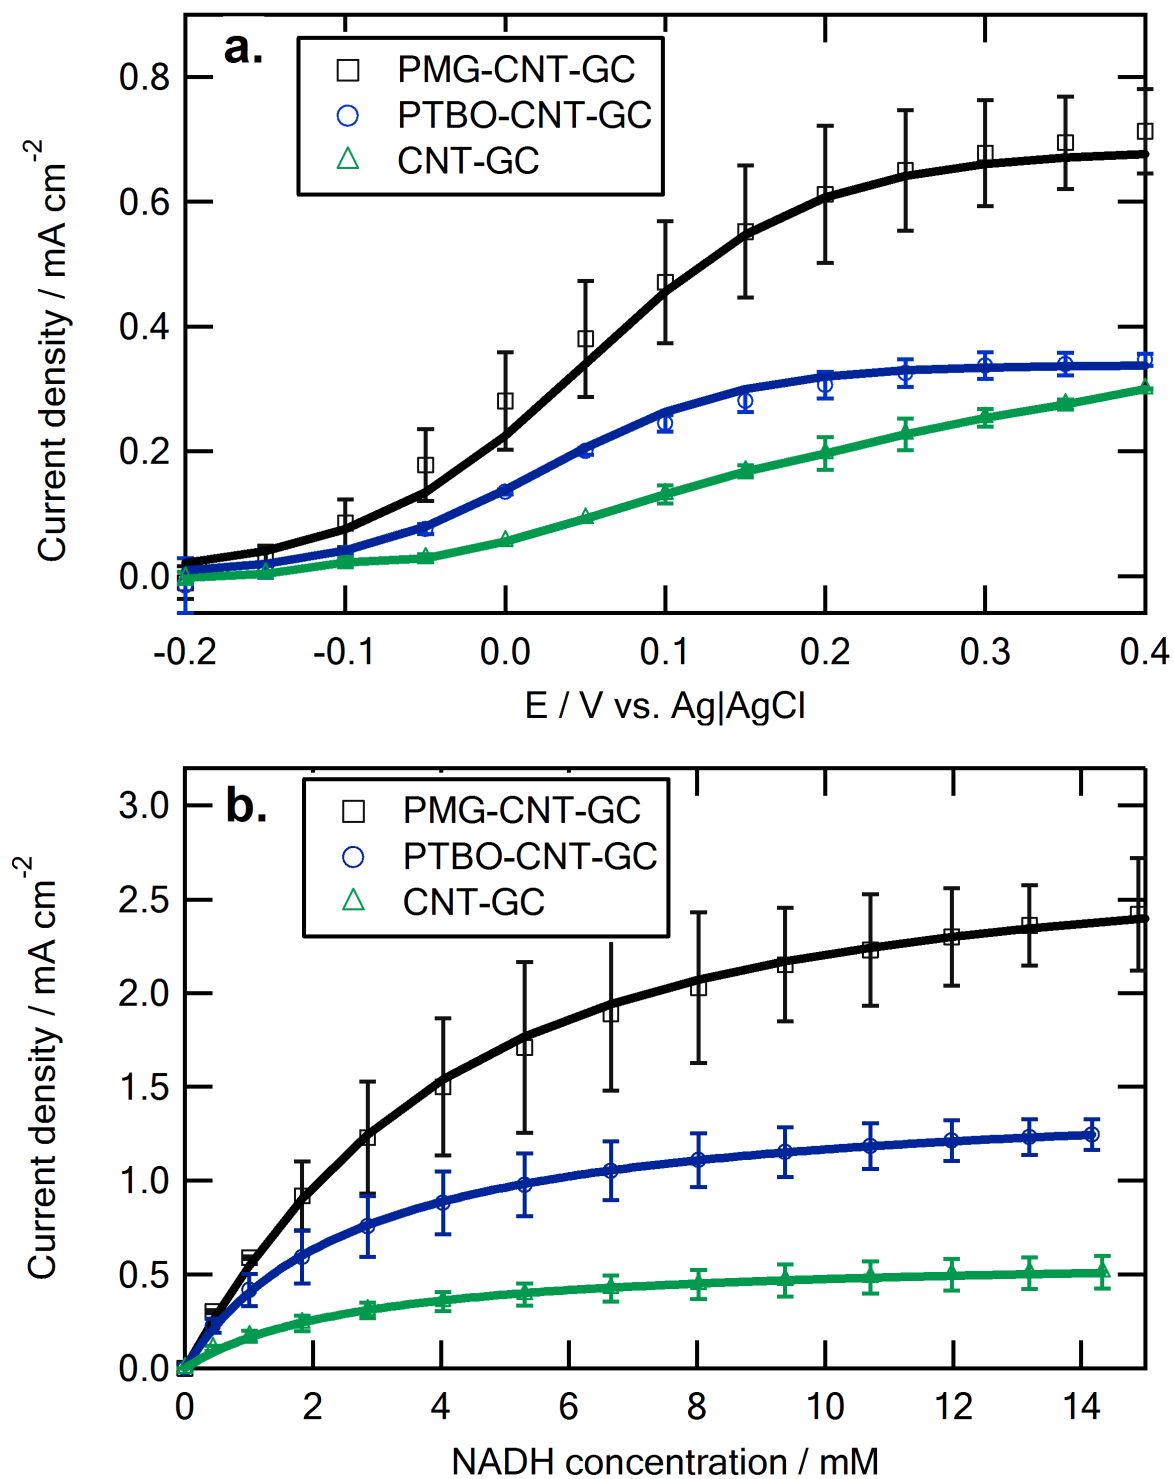 a.
PMG-CNT-GC
PTBO-CNT-GC
CNT-GC
0.8
0.6
0.4
0.2
0.0
Current density / mA cm-2
-0.2 -0.1 0.0 0.1 0.2 0.3 0.4
E / V vs. Ag|AgCl
b.
PMG-CNT-GC
PTBO-CNT-GC
CNT-GC
3.0
2.5
2.0
1.5
1.0
0.5
0.0
Current density / mA cm-2
0 2 4 6 8 10 12 14
NADH concentration / mM